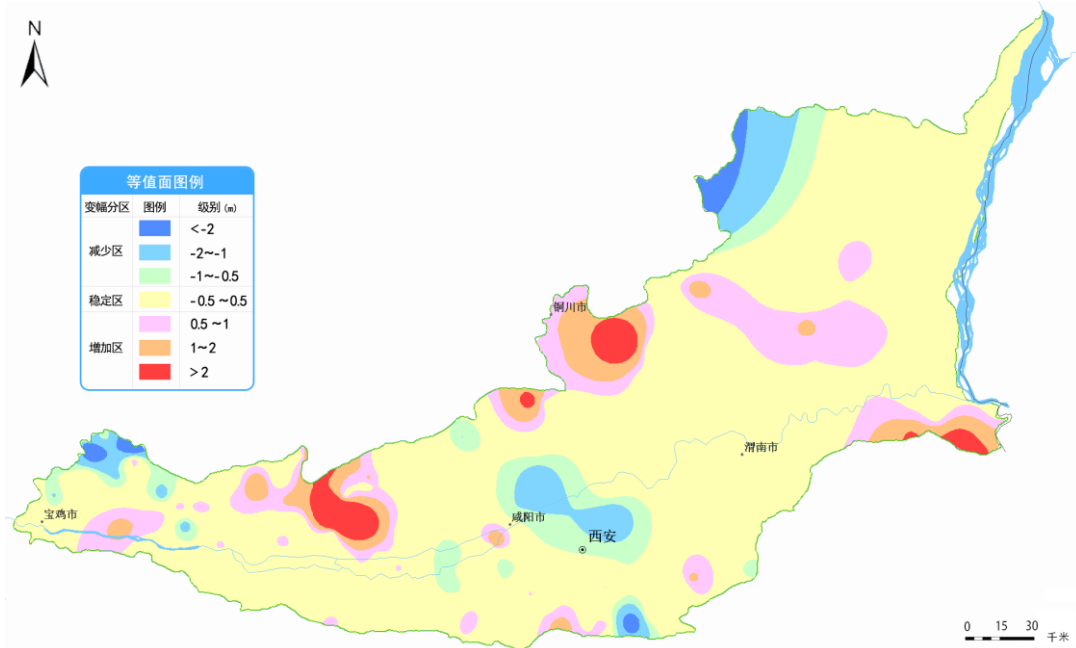 N
等值面图例
变幅分区 图例 级别 (m)
减少区
<-2
-2~-1
-1~-0.5
稳定区
-0.5~0.5
增加区
0.5~1
1~2
>2
铜川市
渭南市
宝鸡市
咸阳市
西安
0 15 30
千米